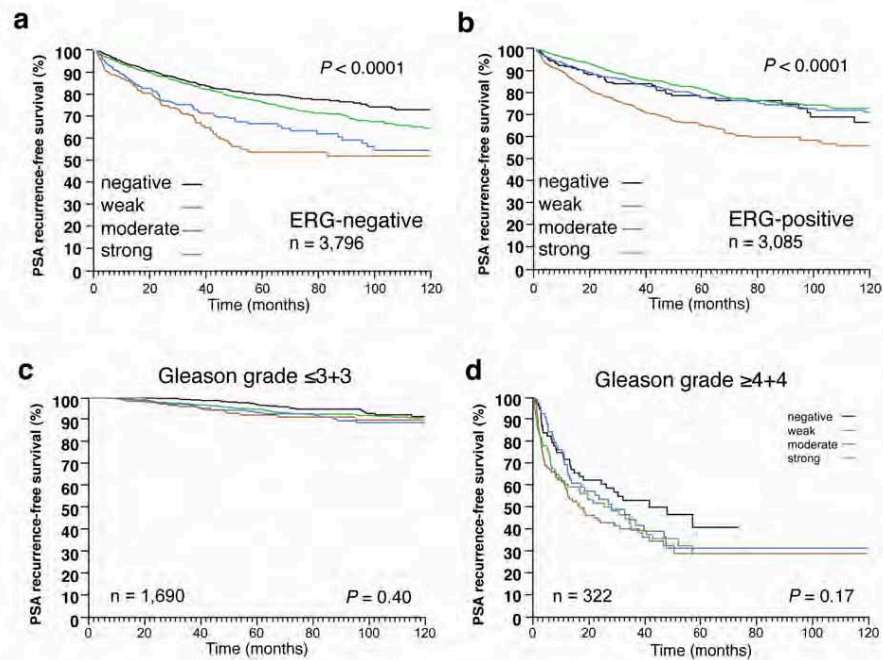 a
PSA recurrence-free survival (%)
100
90
80
70
60
50
40
30
20
10
0
P < 0.0001
negative
weak
moderate
strong
ERG-negative
n = 3,796
0 20 40 60 80 100 120
Time (months)
b
PSA recurrence-free survival (%)
100
90
80
70
60
50
40
30
20
10
0
P < 0.0001
negative
weak
moderate
strong
ERG-positive
n = 3,085
0 20 40 60 80 100 120
Time (months)
c
Gleason grade ≤3+3
PSA recurrence-free survival (%)
100
90
80
70
60
50
40
30
20
10
0
n = 1,690
P = 0.40
0 20 40 60 80 100 120
Time (months)
d
Gleason grade ≥4+4
PSA recurrence-free survival (%)
100
90
80
70
60
50
40
30
20
10
0
negative
weak
moderate
strong
n = 322
P = 0.17
0 20 40 60 80 100 120
Time (months)